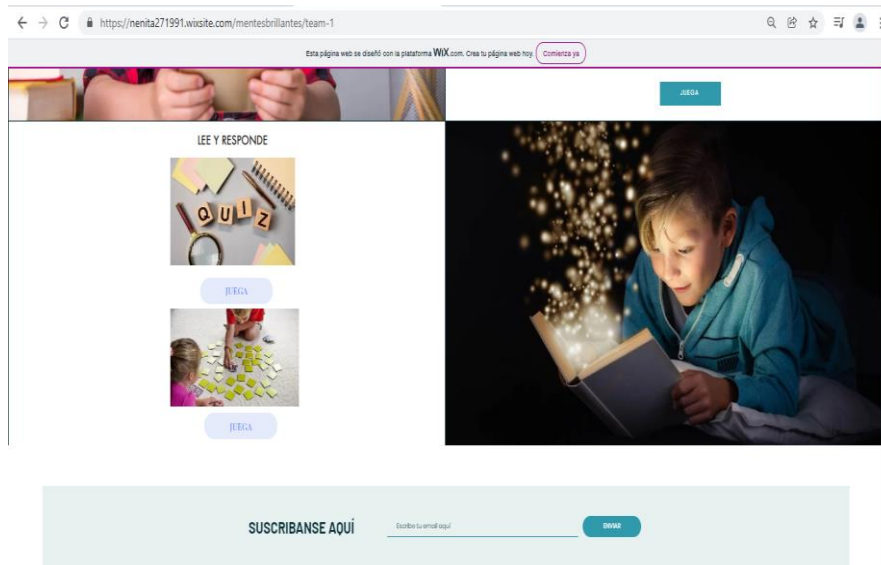 https://nenita271991.wixsite.com/mentesbrillantes/team-1
Esta página web se diseñó con la plataforma WiX.com. Crea tu página web hoy. Comienza ya
JUEGA
LEE Y RESPONDE
QUIZ
JUEGA
JUEGA
SUSCRIBANSE AQUÍ
Escribe tu email aquí
ENVIAR